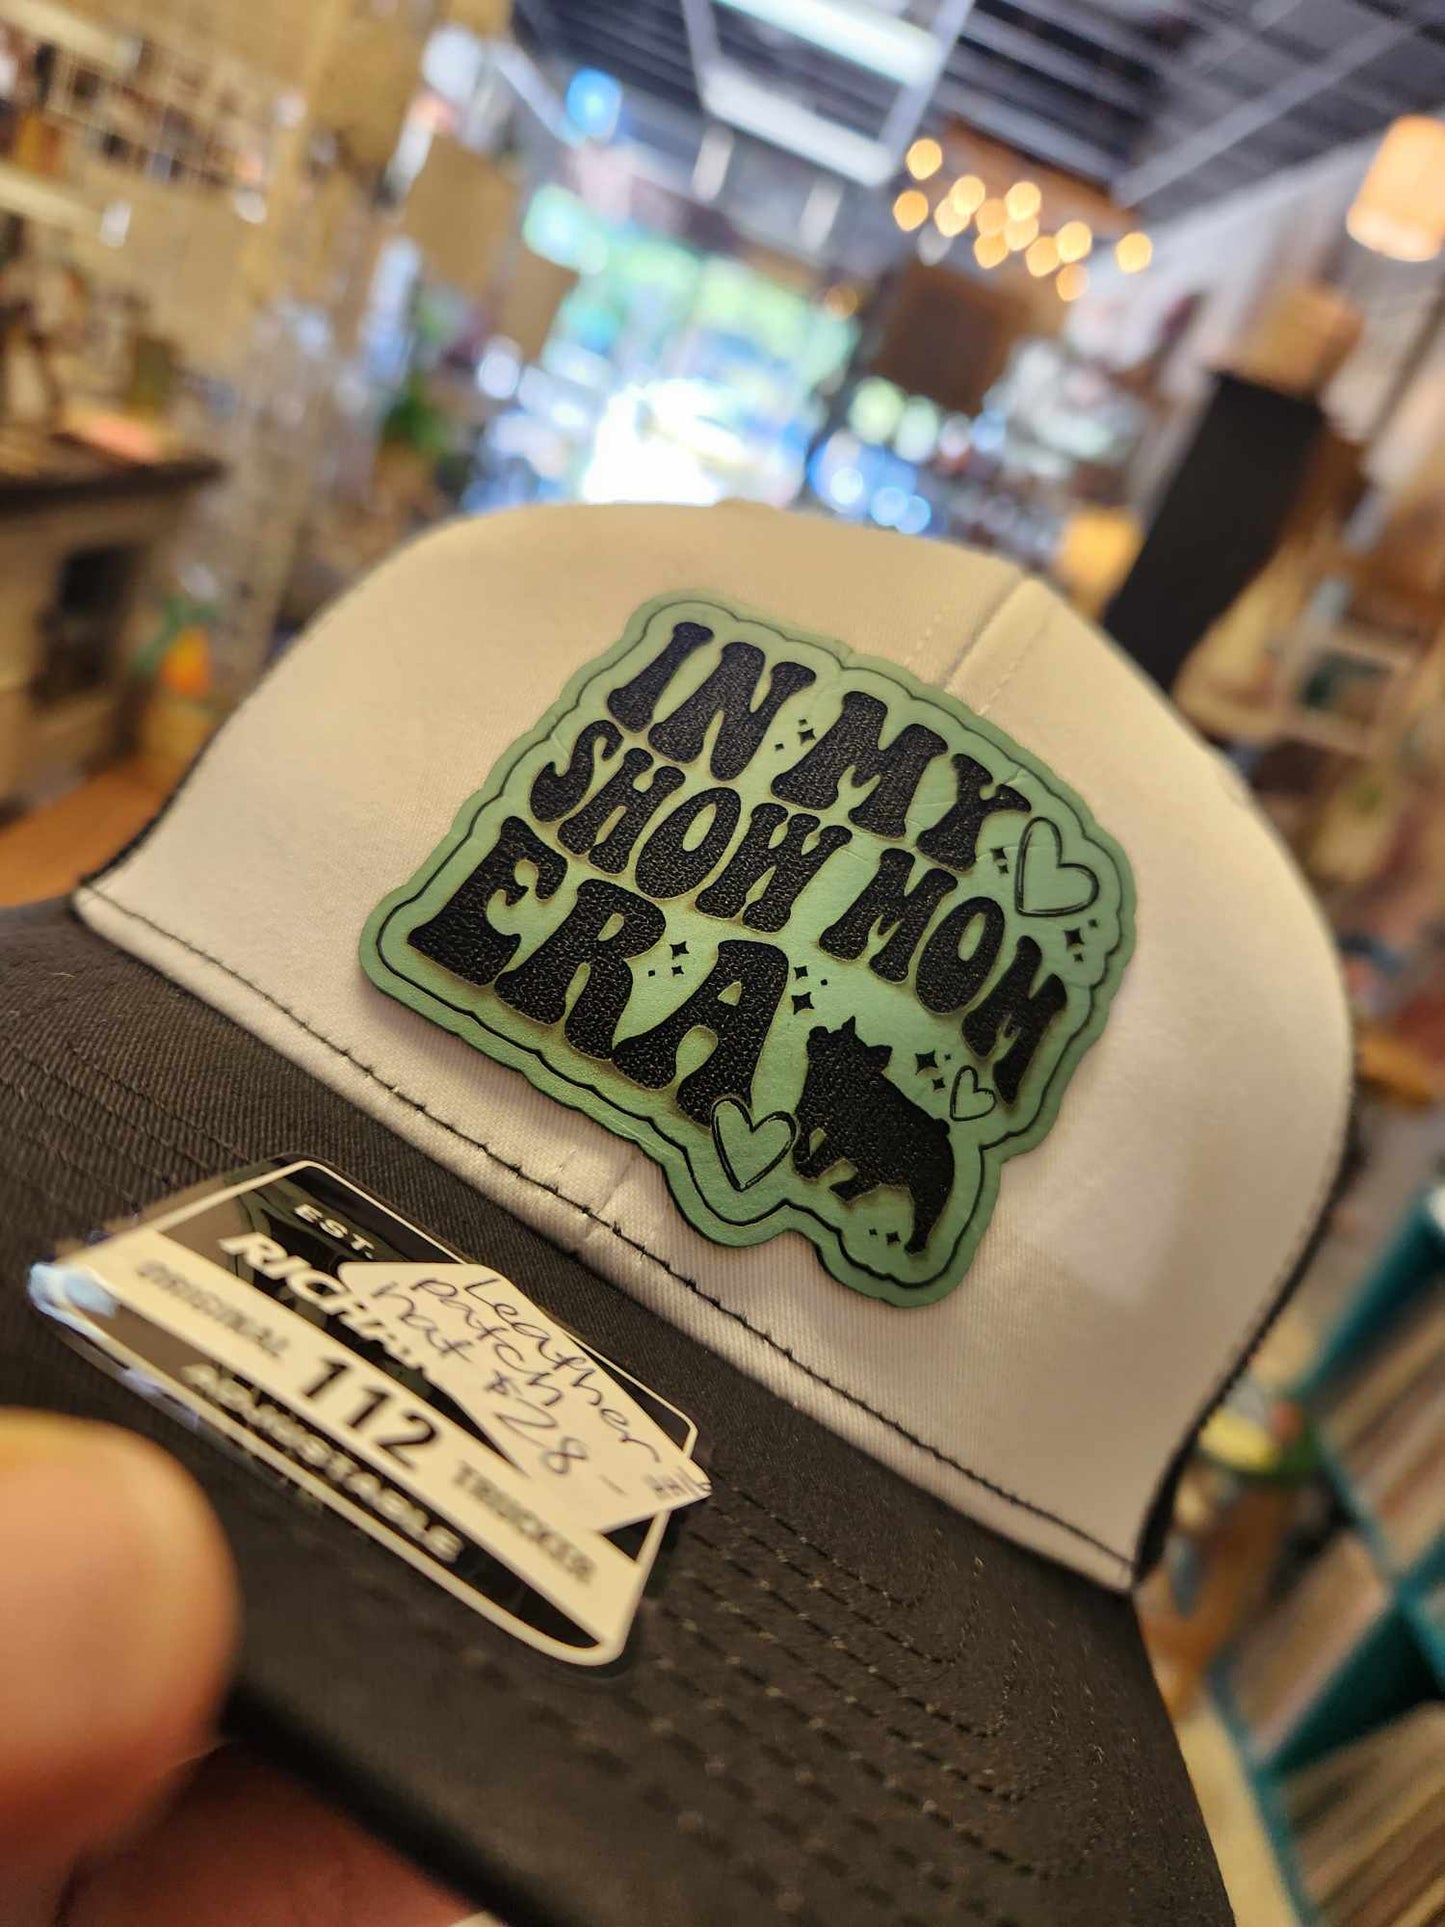 IN MY
SHOW MOM
ERA
EST.
ORIGINAL
112
TRUCKER
ADJUSTABLE
Leather
patch
hat
$28